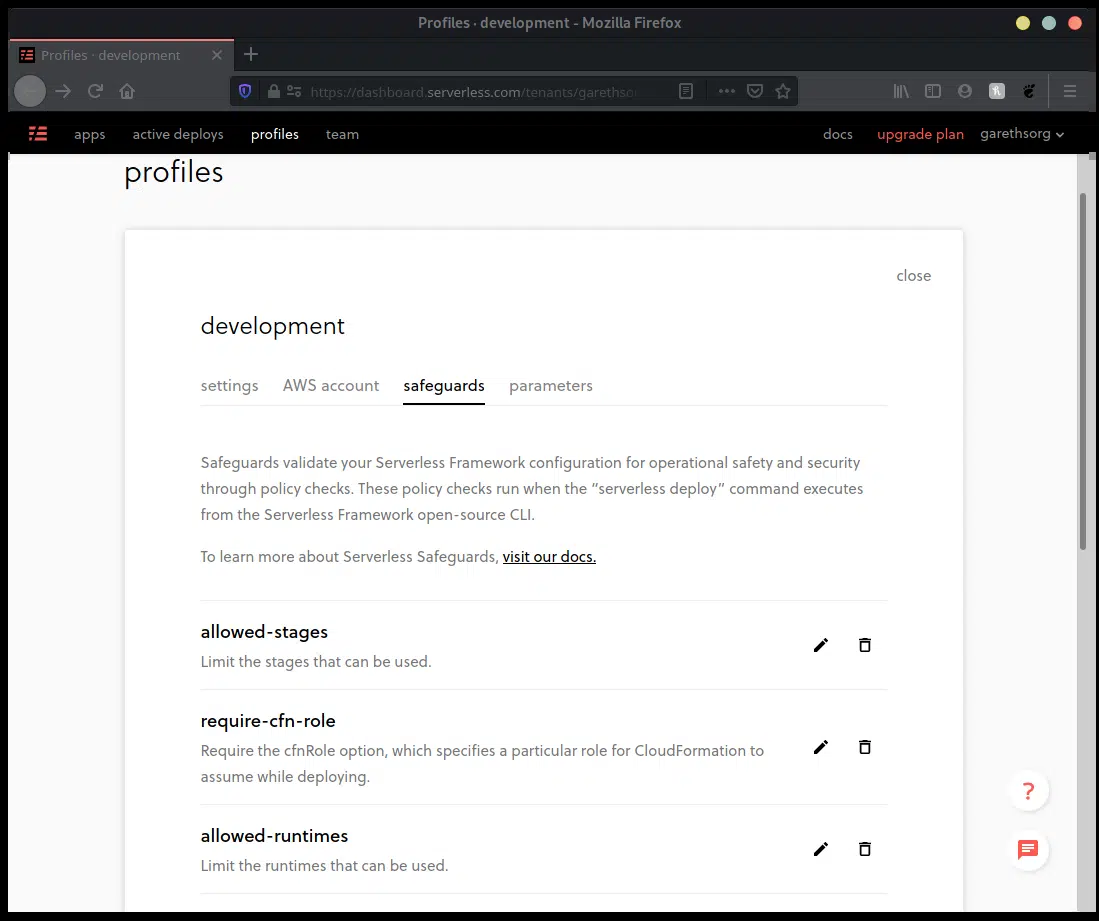 Profiles · development - Mozilla Firefox
Profiles · development
https://dashboard.serverless.com/tenants/garethsor
apps active deploys profiles team docs upgrade plan garethsorg
profiles
close
development
settings AWS account safeguards parameters
Safeguards validate your Serverless Framework configuration for operational safety and security
through policy checks. These policy checks run when the “serverless deploy” command executes
from the Serverless Framework open-source CLI.
To learn more about Serverless Safeguards, visit our docs.
allowed-stages
Limit the stages that can be used.
require-cfn-role
Require the cfnRole option, which specifies a particular role for CloudFormation to
assume while deploying.
?
allowed-runtimes
Limit the runtimes that can be used.